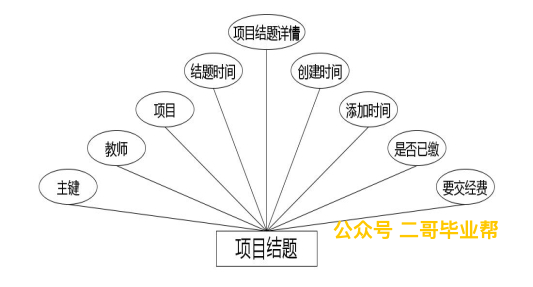 项目结题详情
结题时间
创建时间
项目
添加时间
教师
是否已缴
主键
要交经费
公众号 二哥毕业帮
项目结题